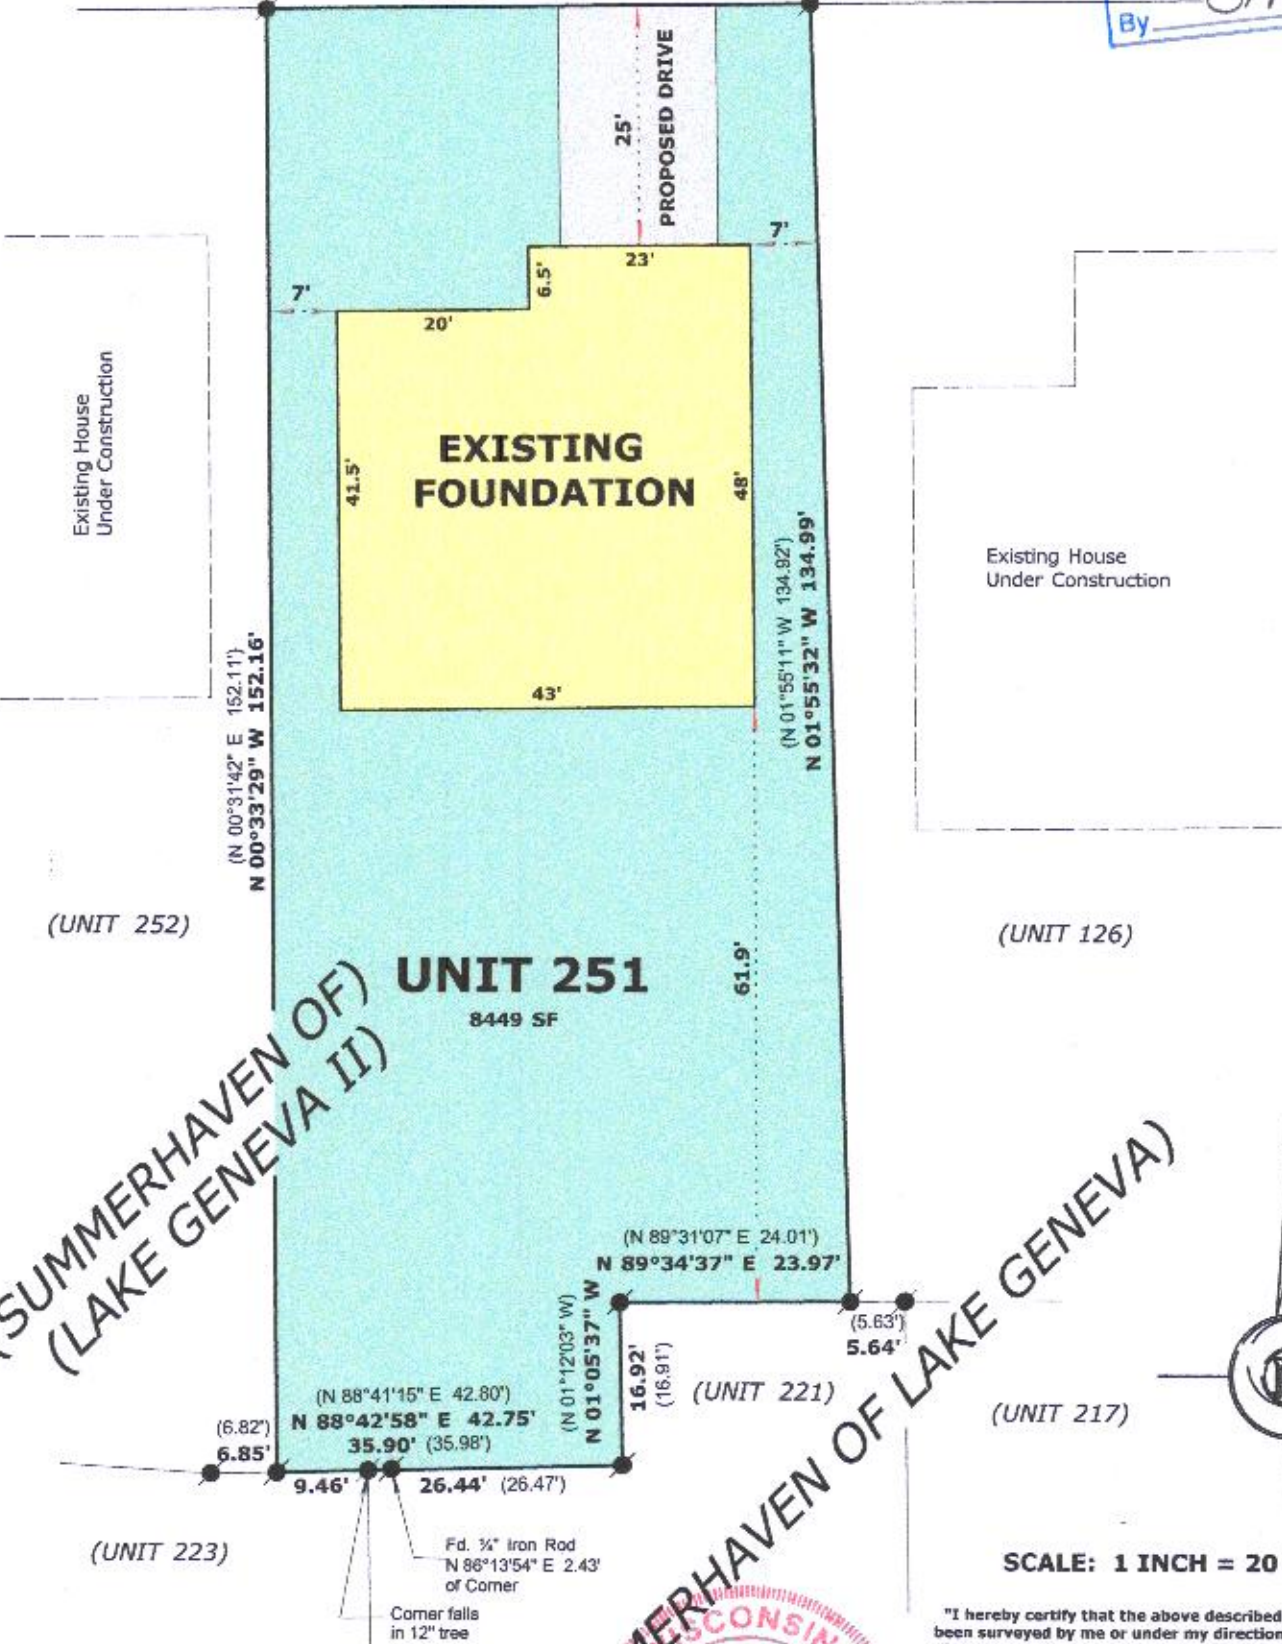 By
25'
PROPOSED DRIVE
7'
23'
6.5'
7'
20'
Existing House
Under Construction
EXISTING
FOUNDATION
41.5'
48'
Existing House
Under Construction
(N 01°55'11" W 134.92')
N 01°55'32" W 134.99'
43'
(N 00°31'42" E 152.11')
N 00°33'29" W 152.16'
(UNIT 252)
(UNIT 126)
61.9'
UNIT 251
8449 SF
(SUMMERHAVEN OF)
(LAKE GENEVA II)
(N 89°31'07" E 24.01')
N 89°34'37" E 23.97'
(N 01°12'03" W)
N 01°05'37" W
16.92'
(16.91')
(5.63')
5.64'
(UNIT 221)
(UNIT 217)
(N 88°41'15" E 42.80')
N 88°42'58" E 42.75'
35.90' (35.98')
(6.82')
6.85'
9.46'
26.44' (26.47')
MERHAVEN OF LAKE GENEVA)
(UNIT 223)
Fd. ¾" Iron Rod
N 86°13'54" E 2.43'
of Corner
Corner falls
in 12" tree
SCALE: 1 INCH = 20
ISCONSIN
"I hereby certify that the above described
been surveyed by me or under my direction